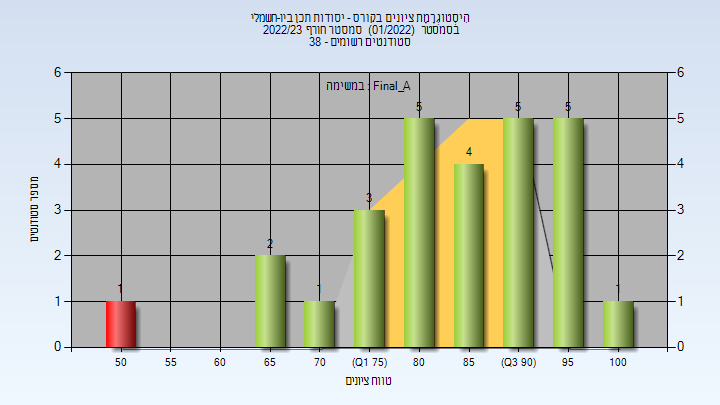 היסטוגרמת ציונים בקורס - יסודות תכן ביו-חשמלי
בסמסטר (01/2022) סמסטר חורף 2022/23
סטודנטים רשומים - 38
במשימה : Final_A
מספר סטודנטים
6 6
5 5
4 4
3 3
2 2
1 1
0 0
1 2 1 3 5 4 5 5 1
50 55 60 65 70 (Q1 75) 80 85 (Q3 90) 95 100
טווח ציונים